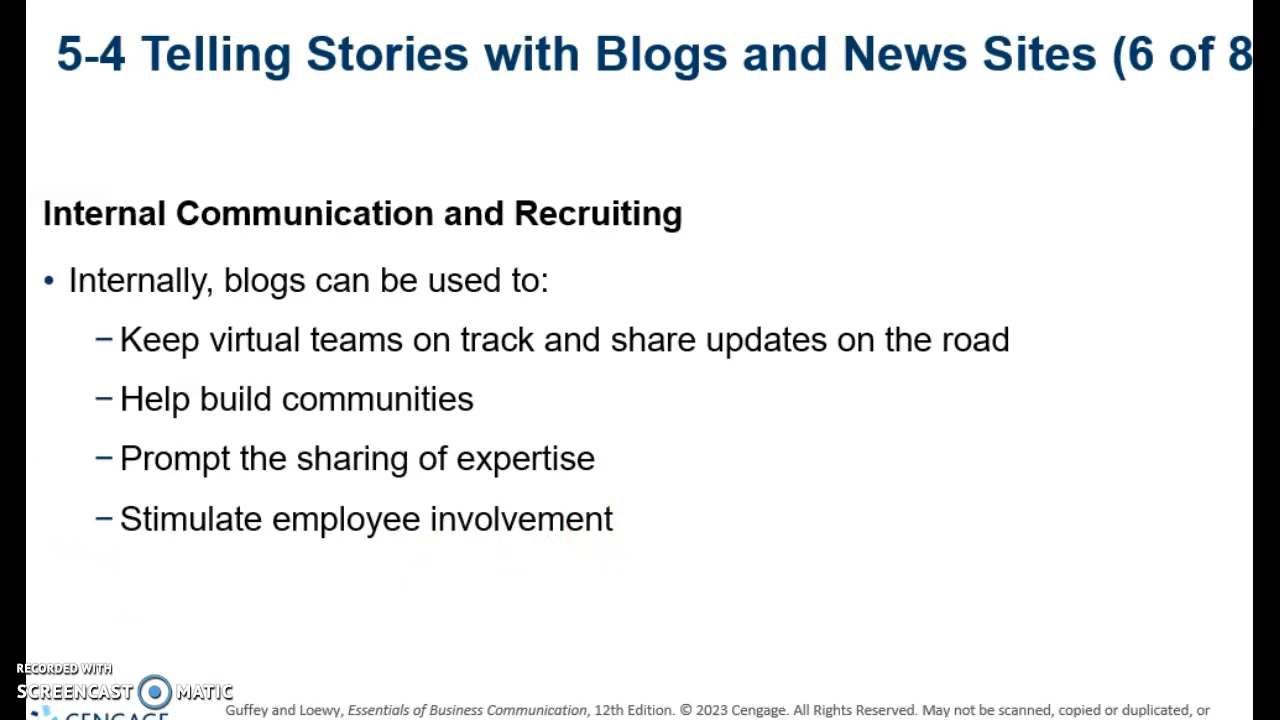 5-4 Telling Stories with Blogs and News Sites (6 of 8
Internal Communication and Recruiting
• Internally, blogs can be used to:
– Keep virtual teams on track and share updates on the road
– Help build communities
– Prompt the sharing of expertise
– Stimulate employee involvement
RECORDED WITH
SCREENCAST MATIC
CENGAGE
Guffey and Loewy, Essentials of Business Communication, 12th Edition. © 2023 Cengage. All Rights Reserved. May not be scanned, copied or duplicated, or